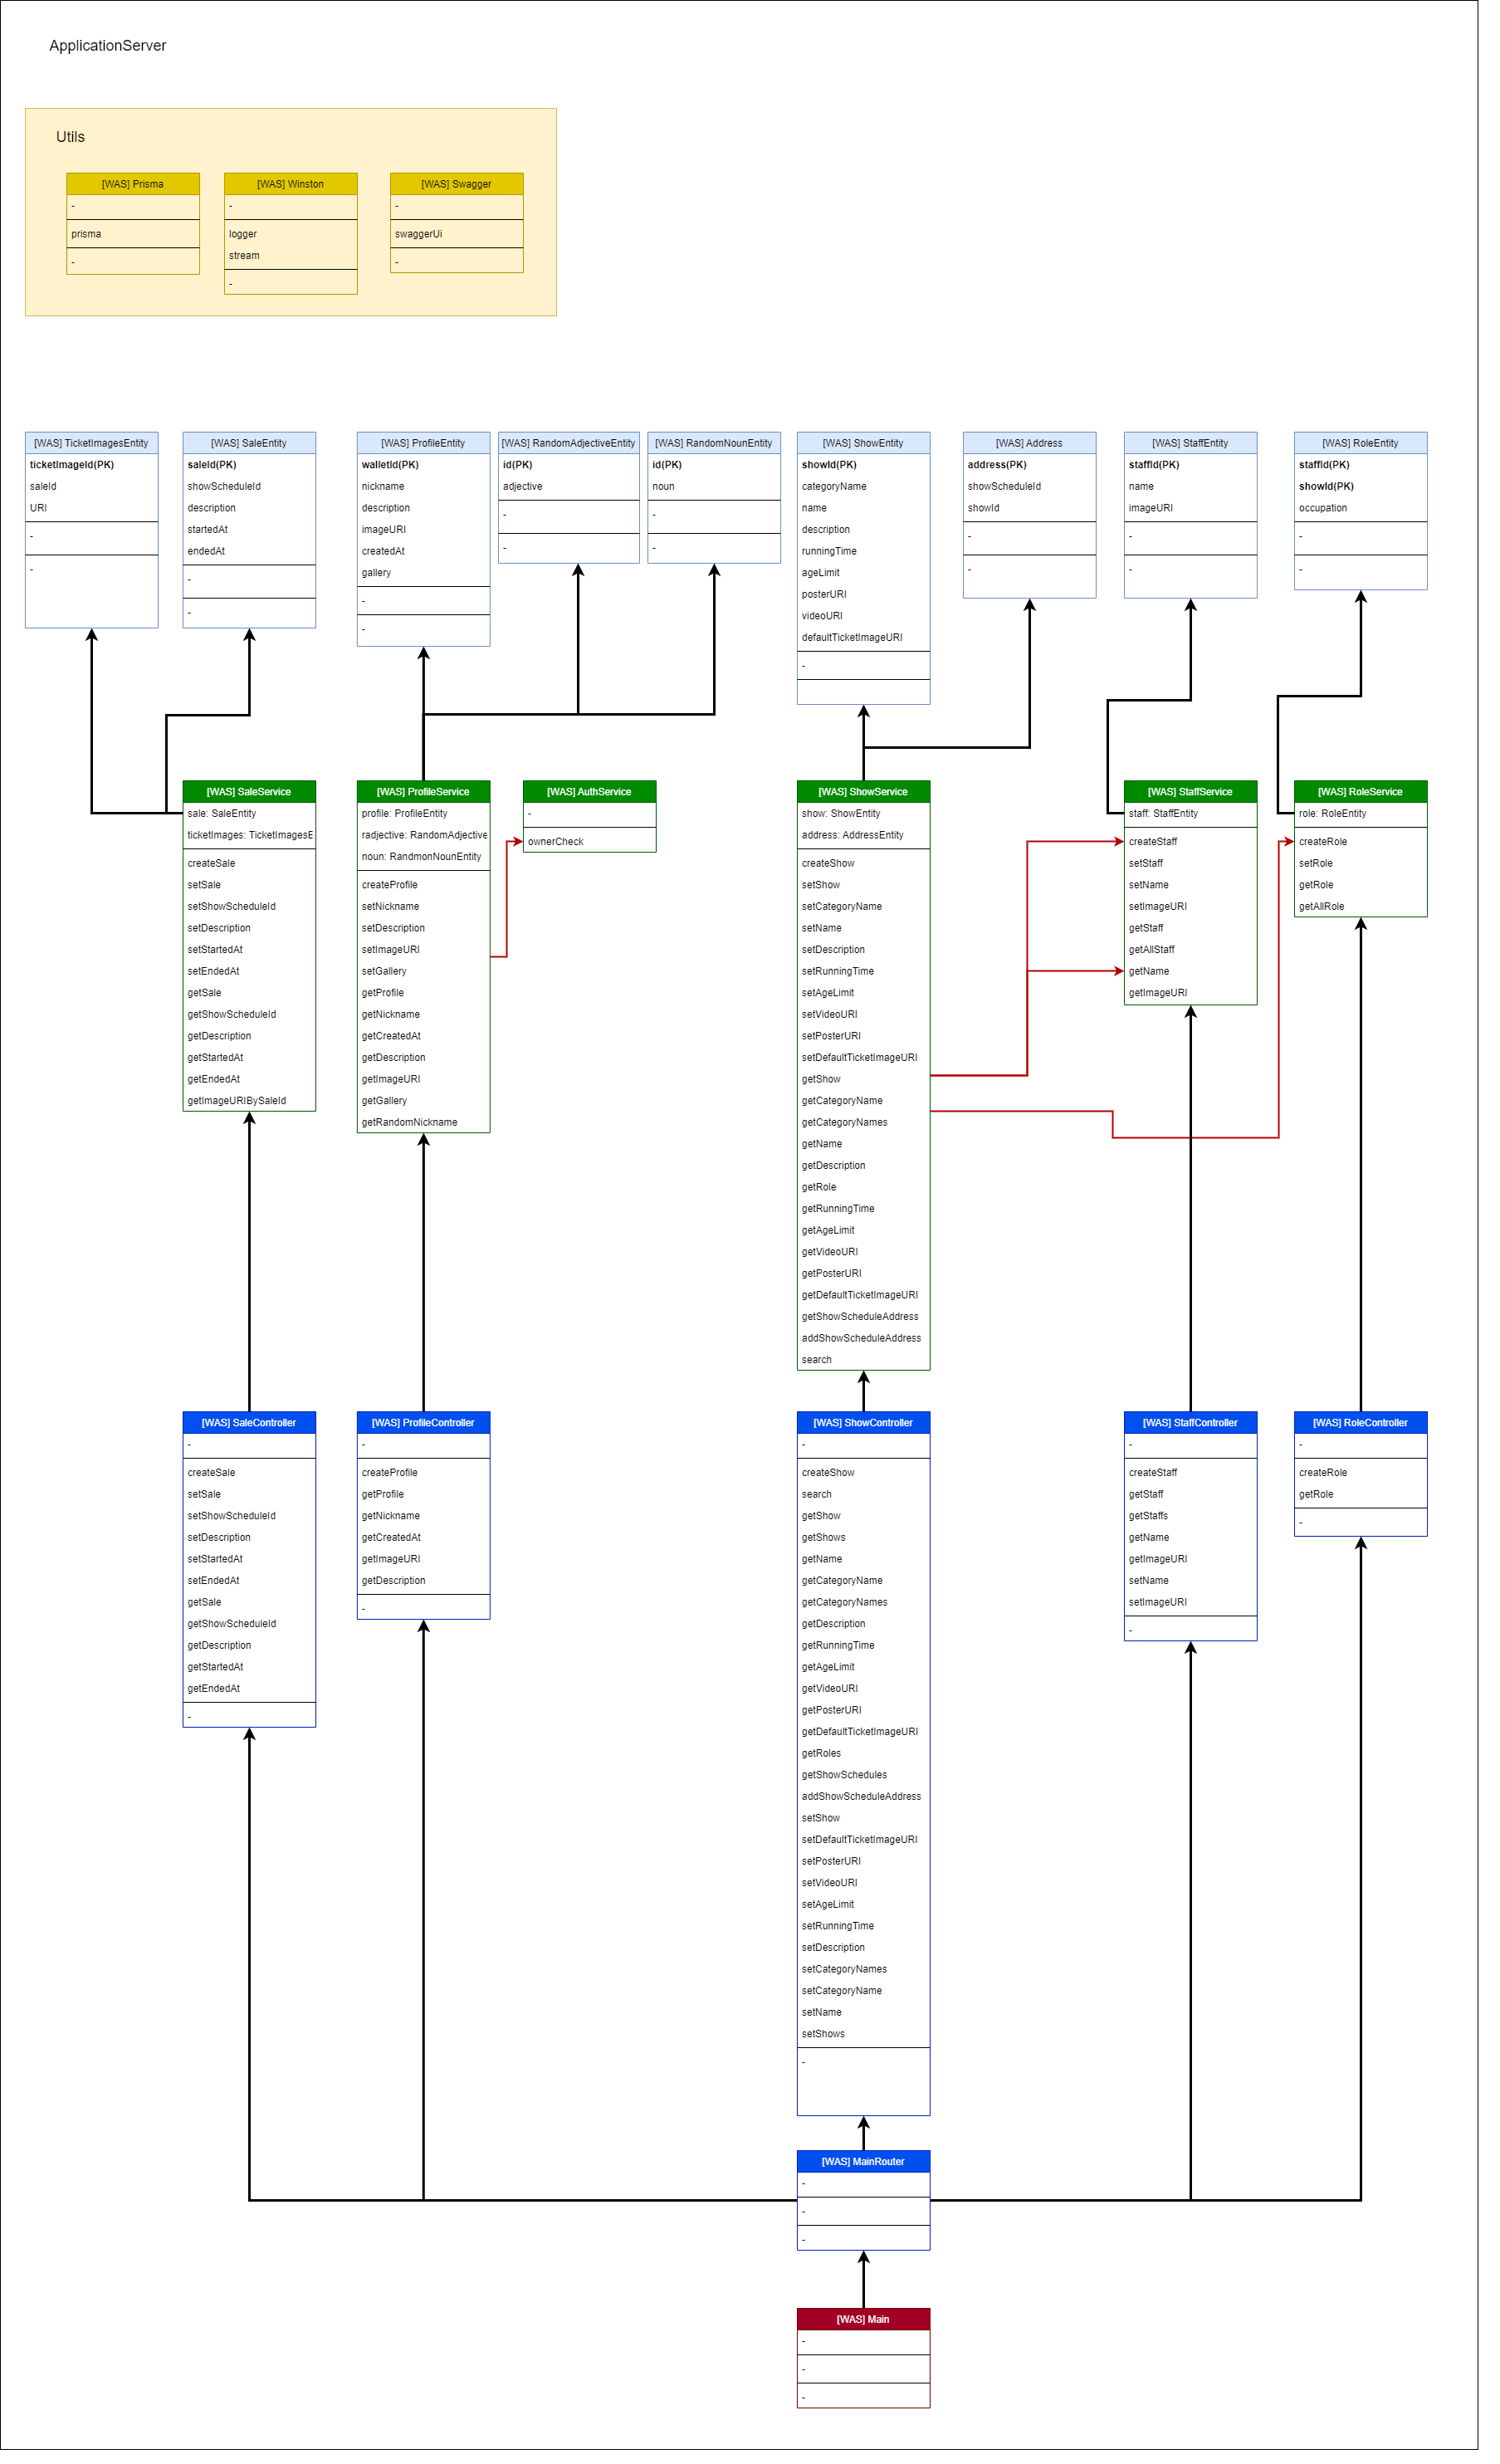 ApplicationServer
Utils
[WAS] Prisma
-
prisma
-
[WAS] Winston
-
logger
stream
-
[WAS] Swagger
-
swaggerUi
-
[WAS] TicketImagesEntity
ticketImageId(PK)
saleId
URI
-
-
[WAS] SaleEntity
saleId(PK)
showScheduleId
description
startedAt
endedAt
-
-
[WAS] ProfileEntity
walletId(PK)
nickname
description
imageURI
createdAt
gallery
-
-
[WAS] RandomAdjectiveEntity
id(PK)
adjective
-
-
[WAS] RandomNounEntity
id(PK)
noun
-
-
[WAS] ShowEntity
showId(PK)
categoryName
name
description
runningTime
ageLimit
posterURI
videoURI
defaultTicketImageURI
-
[WAS] Address
address(PK)
showScheduleId
showId
-
-
[WAS] StaffEntity
staffId(PK)
name
imageURI
-
-
[WAS] RoleEntity
staffId(PK)
showId(PK)
occupation
-
-
[WAS] SaleService
sale: SaleEntity
ticketImages: TicketImagesE
createSale
setSale
setShowScheduleId
setDescription
setStartedAt
setEndedAt
getSale
getShowScheduleId
getDescription
getStartedAt
getEndedAt
getImageURIBySaleId
[WAS] ProfileService
profile: ProfileEntity
radjective: RandomAdjective
noun: RandmonNounEntity
createProfile
setNickname
setDescription
setImageURI
setGallery
getProfile
getNickname
getCreatedAt
getDescription
getImageURI
getGallery
getRandomNickname
[WAS] AuthService
-
ownerCheck
[WAS] ShowService
show: ShowEntity
address: AddressEntity
createShow
setShow
setCategoryName
setName
setDescription
setRunningTime
setAgeLimit
setVideoURI
setPosterURI
setDefaultTicketImageURI
getShow
getCategoryName
getCategoryNames
getName
getDescription
getRole
getRunningTime
getAgeLimit
getVideoURI
getPosterURI
getDefaultTicketImageURI
getShowScheduleAddress
addShowScheduleAddress
search
[WAS] StaffService
staff: StaffEntity
createStaff
setStaff
setName
setImageURI
getStaff
getAllStaff
getName
getImageURI
[WAS] RoleService
role: RoleEntity
createRole
setRole
getRole
getAllRole
[WAS] SaleController
-
createSale
setSale
setShowScheduleId
setDescription
setStartedAt
setEndedAt
getSale
getShowScheduleId
getDescription
getStartedAt
getEndedAt
-
[WAS] ProfileController
-
createProfile
getProfile
getNickname
getCreatedAt
getImageURI
getDescription
-
[WAS] ShowController
-
createShow
search
getShow
getShows
getName
getCategoryName
getCategoryNames
getDescription
getRunningTime
getAgeLimit
getVideoURI
getPosterURI
getDefaultTicketImageURI
getRoles
getShowSchedules
addShowScheduleAddress
setShow
setDefaultTicketImageURI
setPosterURI
setVideoURI
setAgeLimit
setRunningTime
setDescription
setCategoryNames
setCategoryName
setName
setShows
-
[WAS] StaffController
-
createStaff
getStaff
getStaffs
getName
getImageURI
setName
setImageURI
-
[WAS] RoleController
-
createRole
getRole
-
[WAS] MainRouter
-
-
-
[WAS] Main
-
-
-